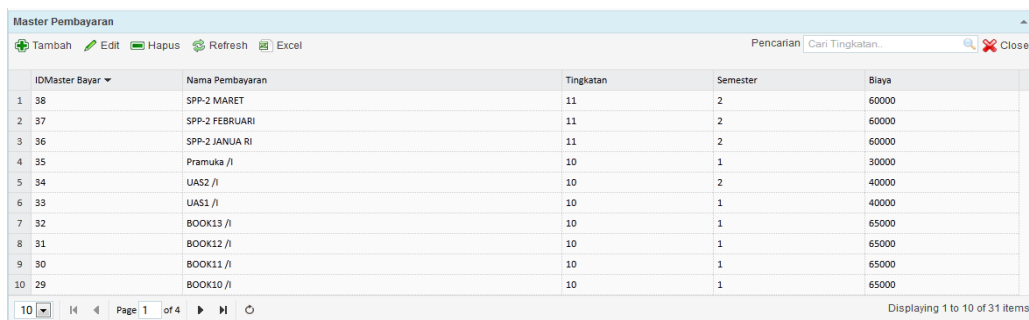 Master Pembayaran
Tambah Edit Hapus Refresh Excel Pencarian Cari Tingkatan.. Close
IDMaster Bayar Nama Pembayaran Tingkatan Semester Biaya
1 38 SPP-2 MARET 11 2 60000
2 37 SPP-2 FEBRUARI 11 2 60000
3 36 SPP-2 JANUA RI 11 2 60000
4 35 Pramuka /I 10 1 30000
5 34 UAS2 /I 10 2 40000
6 33 UAS1 /I 10 1 40000
7 32 BOOK13 /I 10 1 65000
8 31 BOOK12 /I 10 1 65000
9 30 BOOK11 /I 10 1 65000
10 29 BOOK10 /I 10 1 65000
10 Page 1 of 4 Displaying 1 to 10 of 31 items